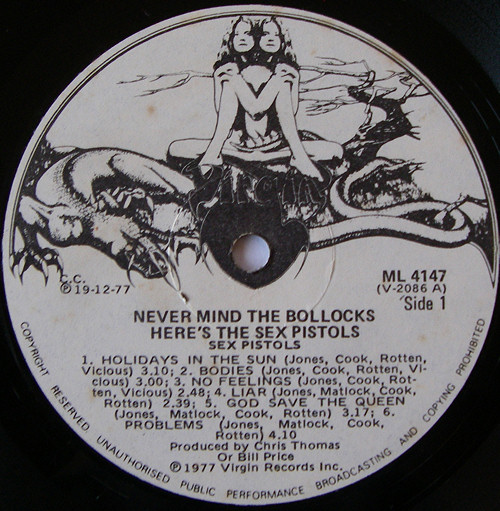 Virgin
C.C.
℗ 19-12-77
ML 4147
(V-2086 A)
Side 1
NEVER MIND THE BOLLOCKS
HERE'S THE SEX PISTOLS
SEX PISTOLS
1. HOLIDAYS IN THE SUN (Jones, Cook, Rotten,
Vicious) 3.10; 2. BODIES (Jones, Cook, Rotten, Vi-
cious) 3.00; 3. NO FEELINGS (Jones, Cook, Rot-
ten, Vicious) 2.48; 4. LIAR (Jones, Matlock, Cook,
Rotten) 2.39; 5. GOD SAVE THE QUEEN
(Jones, Matlock, Cook, Rotten) 3.17; 6.
PROBLEMS (Jones, Matlock, Cook,
Rotten) 4.10
Produced by Chris Thomas
Or Bill Price
℗ 1977 Virgin Records Inc.
COPYRIGHT RESERVED UNAUTHORISED PUBLIC PERFORMANCE BROADCASTING AND COPYING PROHIBITED